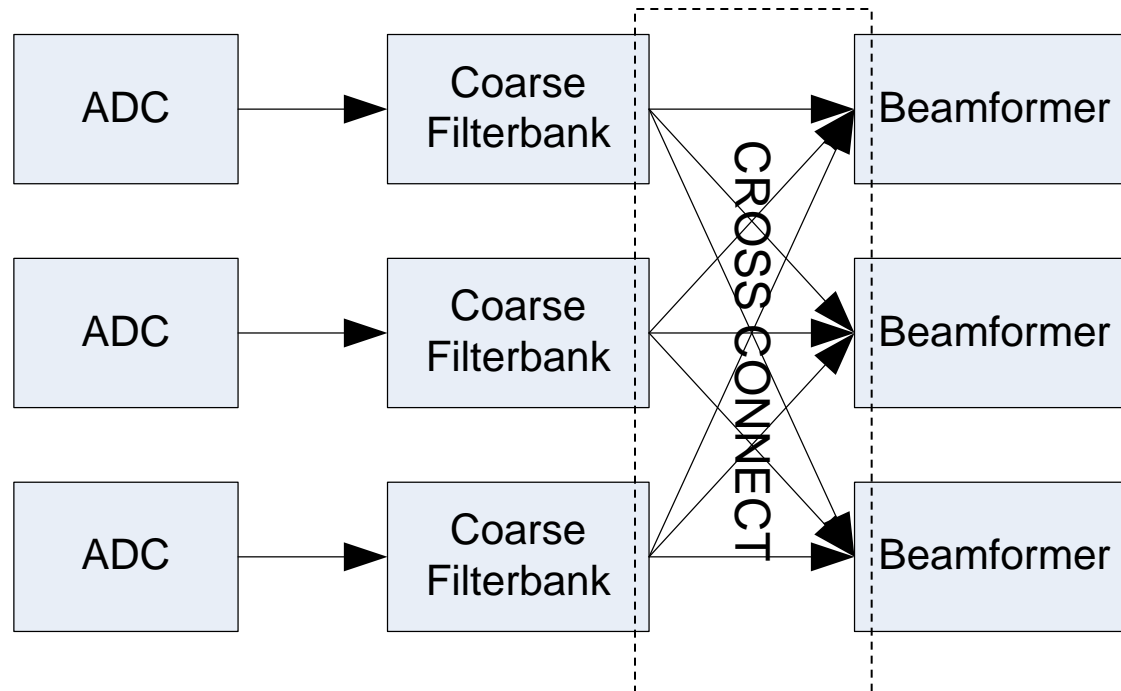 ADC
Coarse
Filterbank
Beamformer
ADC
Coarse
Filterbank
Beamformer
ADC
Coarse
Filterbank
Beamformer
CROSS CONNECT